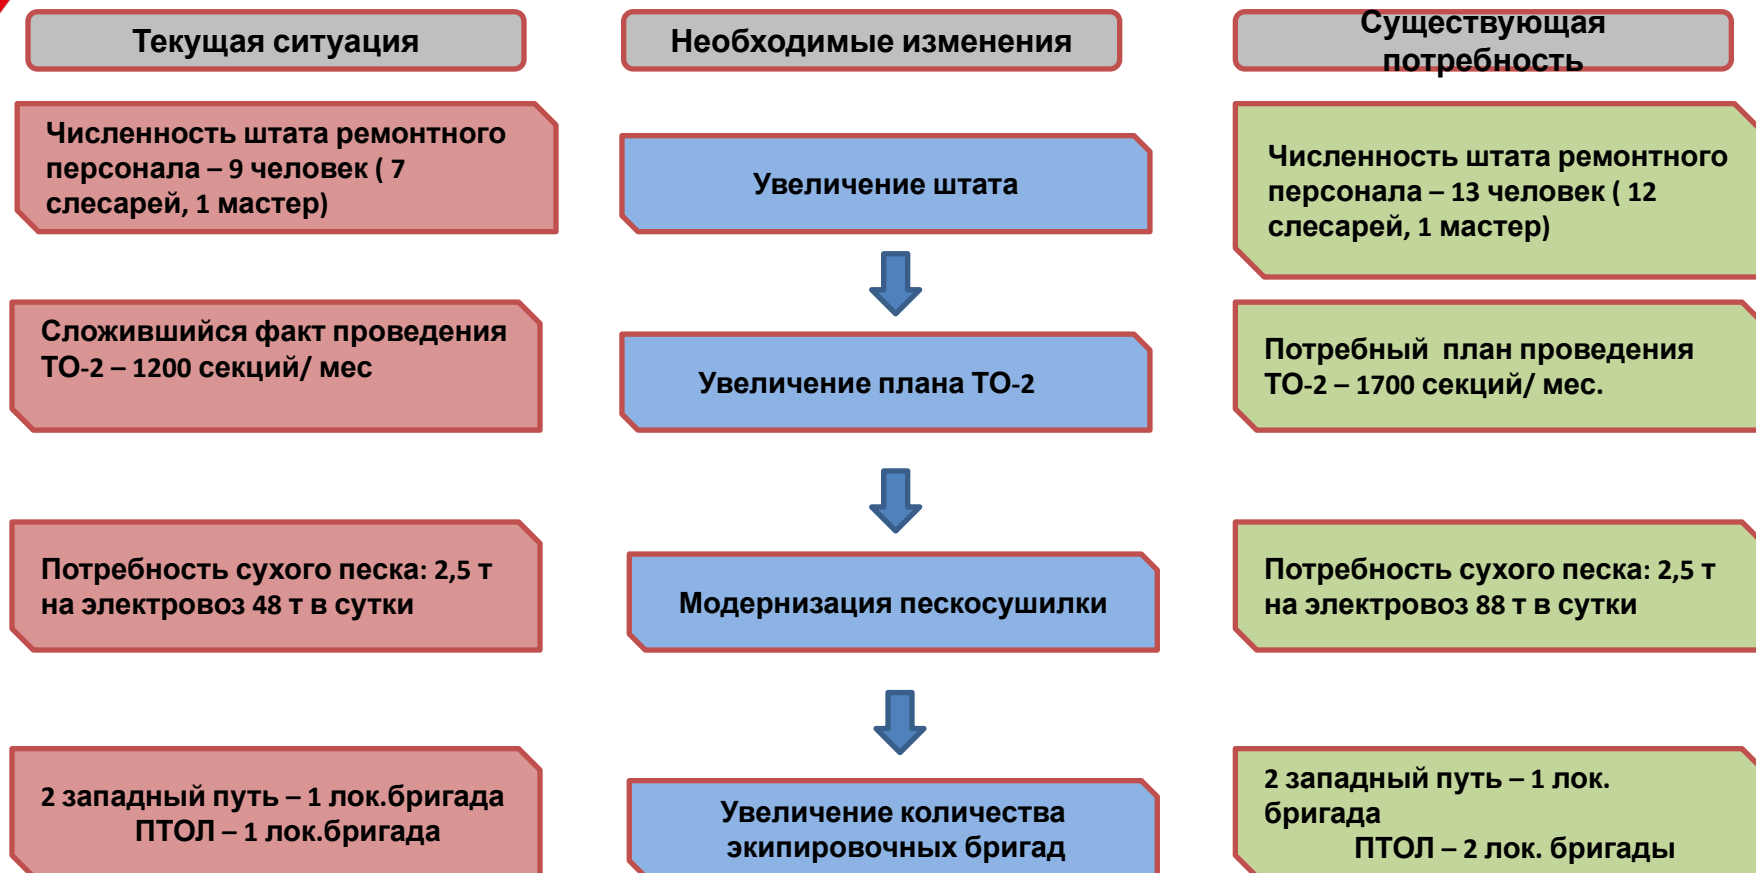 Текущая ситуация
Необходимые изменения
Существующая
потребность
Численность штата ремонтного
персонала – 9 человек ( 7
слесарей, 1 мастер)
Увеличение штата
Численность штата ремонтного
персонала – 13 человек ( 12
слесарей, 1 мастер)
Сложившийся факт проведения
ТО-2 – 1200 секций/ мес
Увеличение плана ТО-2
Потребный план проведения
ТО-2 – 1700 секций/ мес.
Потребность сухого песка: 2,5 т
на электровоз 48 т в сутки
Модернизация пескосушилки
Потребность сухого песка: 2,5 т
на электровоз 88 т в сутки
2 западный путь – 1 лок.бригада
ПТОЛ – 1 лок.бригада
Увеличение количества
экипировочных бригад
2 западный путь – 1 лок.
бригада
ПТОЛ – 2 лок. бригады